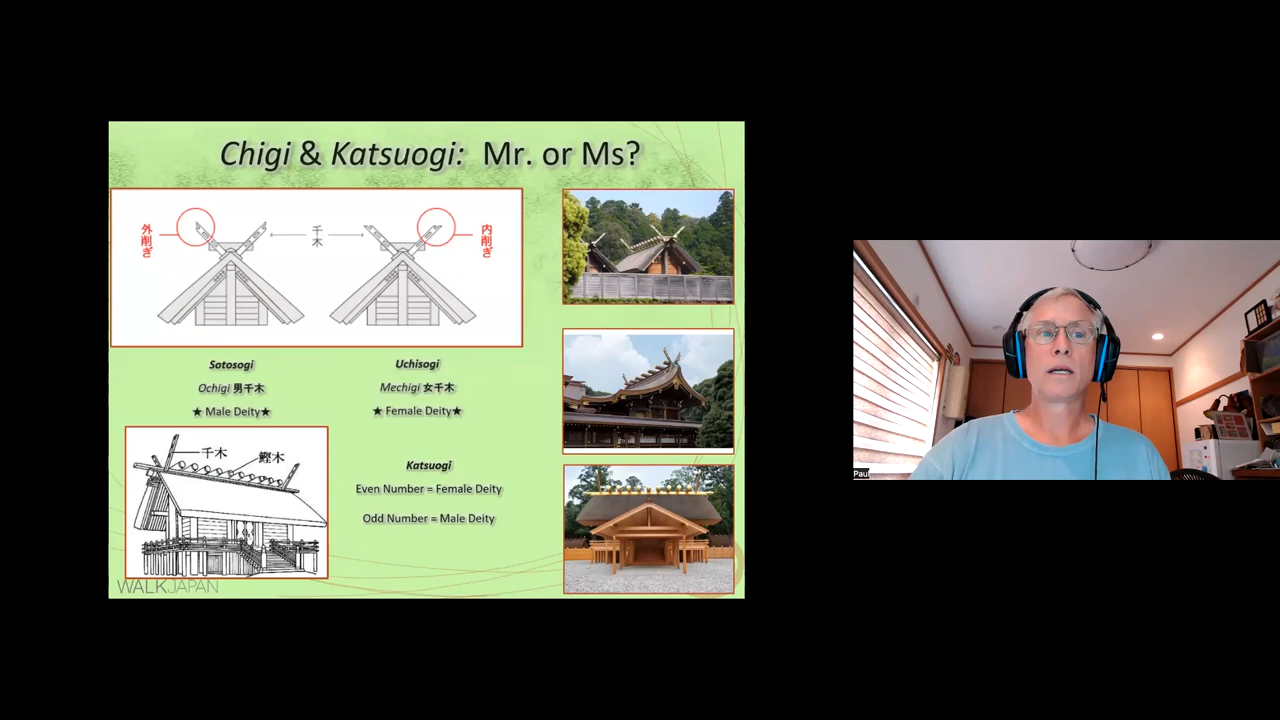 Chigi & Katsuogi: Mr. or Ms?
外削ぎ
千木
内削ぎ
Sotosogi
Ochigi 男千木
★ Male Deity★
Uchisogi
Mechigi 女千木
★ Female Deity★
千木
鰹木
Katsuogi
Even Number = Female Deity
Odd Number = Male Deity
WALKJAPAN
Paul